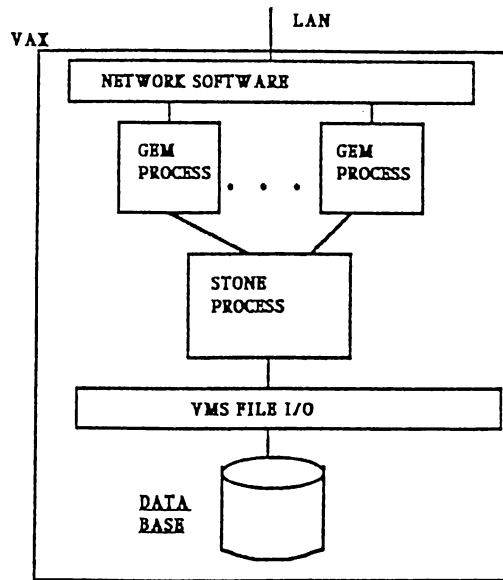 LAN
VAX
NETWORK SOFTWARE
GEM
PROCESS
GEM
PROCESS
STONE
PROCESS
VMS FILE I/O
DATA
BASE